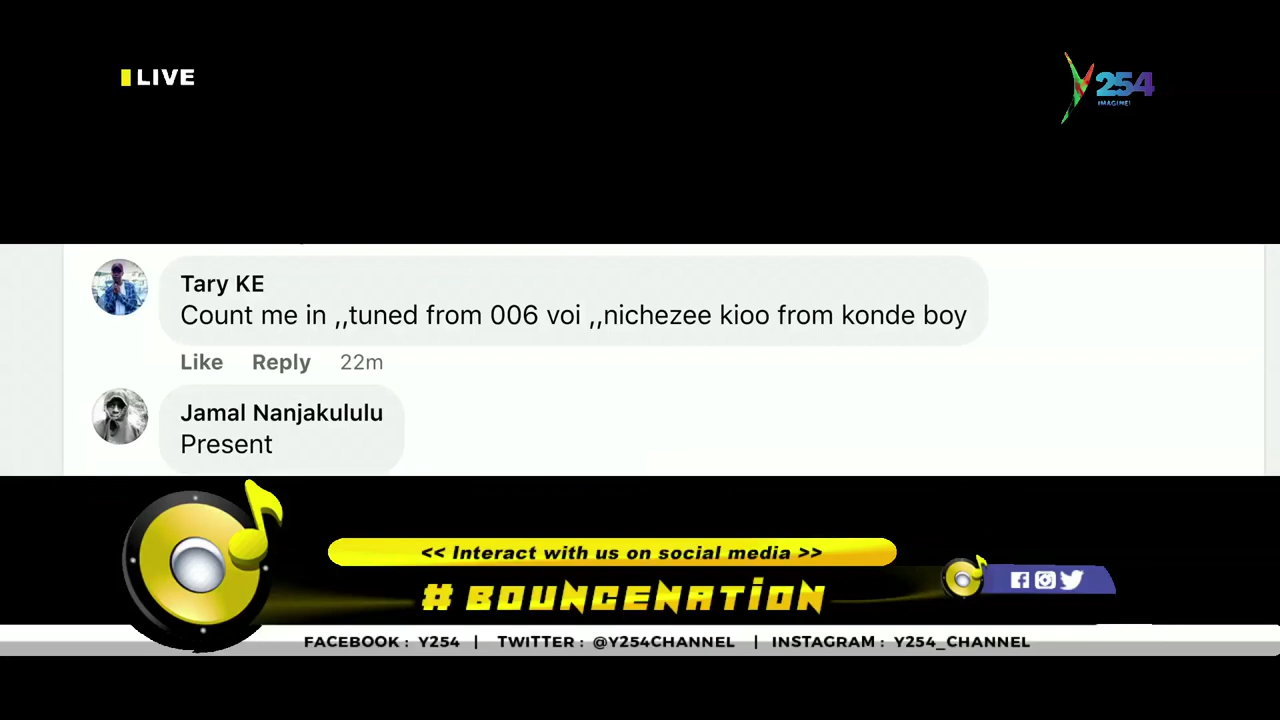 LIVE
Y254
IMAGINE!
Tary KE
Count me in ,,tuned from 006 voi ,,nichezee kioo from konde boy
Like Reply 22m
Jamal Nanjakululu
Present
<< Interact with us on social media >>
# BOUNCENATION
FACEBOOK : Y254 | TWITTER : @Y254CHANNEL | INSTAGRAM : Y254_CHANNEL